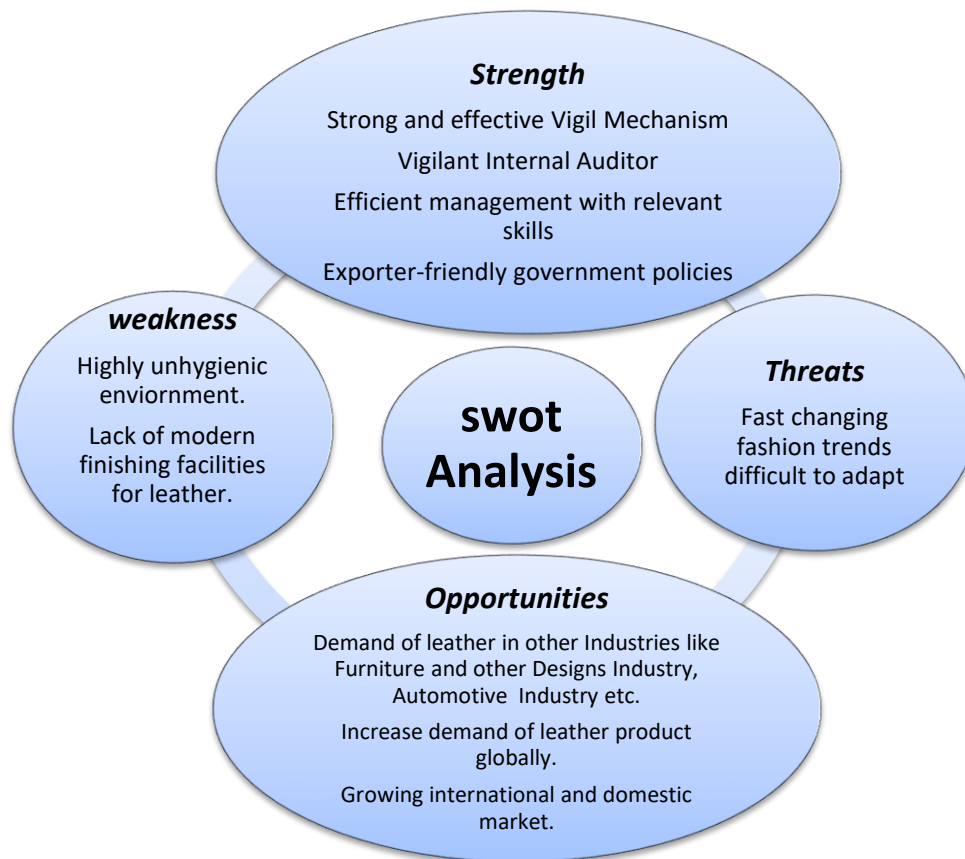 Strength
Strong and effective Vigil Mechanism
Vigilant Internal Auditor
Efficient management with relevant
skills
Exporter-friendly government policies
weakness
Highly unhygienic
enviornment.
Lack of modern
finishing facilities
for leather.
swot
Analysis
Threats
Fast changing
fashion trends
difficult to adapt
Opportunities
Demand of leather in other Industries like
Furniture and other Designs Industry,
Automotive Industry etc.
Increase demand of leather product
globally.
Growing international and domestic
market.